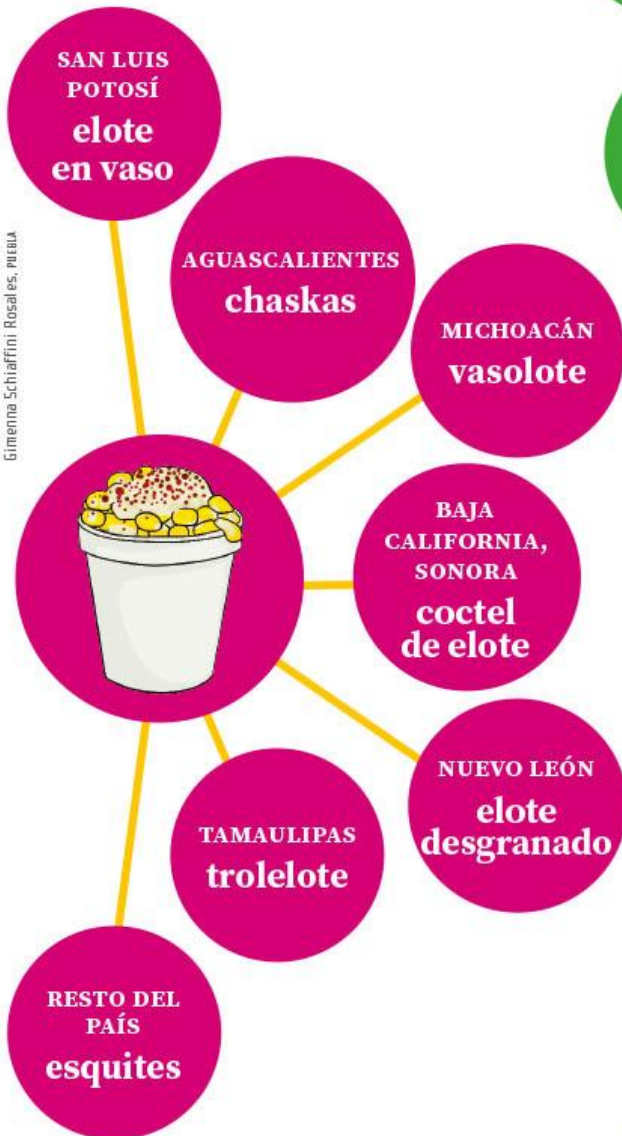 SAN LUIS
POTOSÍ
elote
en vaso
AGUASCALIENTES
chaskas
MICHOACÁN
vasolote
BAJA
CALIFORNIA,
SONORA
coctel
de elote
NUEVO LEÓN
elote
desgranado
TAMAULIPAS
trolelote
RESTO DEL
PAÍS
esquites
Gimenna Schiaffini Rosales, PUEBLA